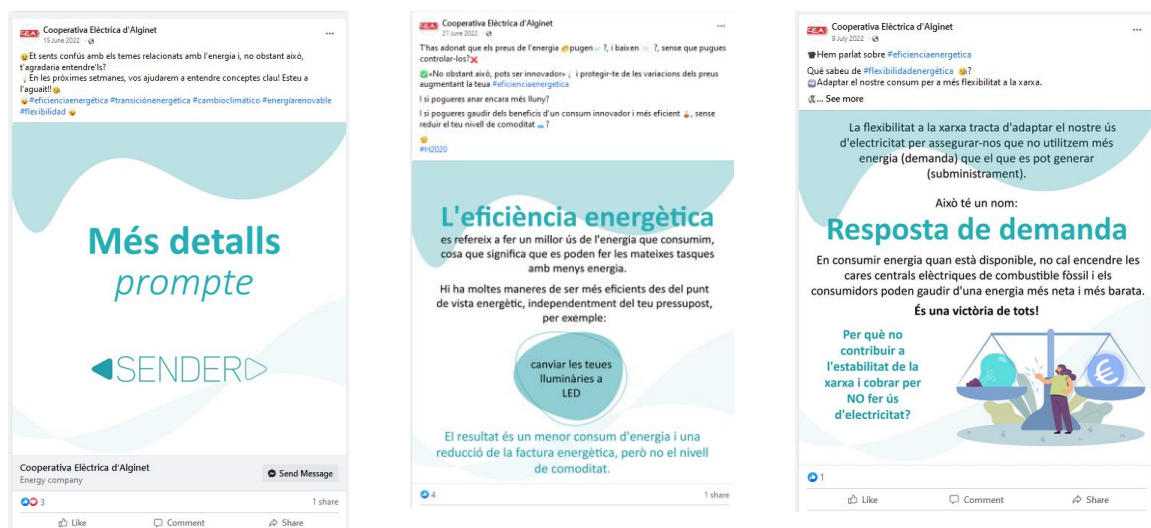 Cooperativa Elèctrica d'Alginet
15 June 2022
Et sents confús amb els temes relacionats amb l'energia i, no obstant això,
t'agradaria entendre'ls?
En les pròximes setmanes, vos ajudarem a entendre conceptes clau! Esteu a
l'aguait!!
#eficienciaenergética #transiciónenergética #cambioclimático #energiarenovable
#flexibilidad
Més detalls
prompte
SENDER
Cooperativa Elèctrica d'Alginet
Energy company
Send Message
3
1 share
Like
Comment
Share
Cooperativa Elèctrica d'Alginet
27 June 2022
T'has adonat que els preus de l'energia pugen ?, i baixen ?, sense que pugues
controlar-los?
«No obstant això, pots ser innovador» i protegir-te de les variacions dels preus
augmentant la teua #eficienciaenergética
I si pogueres anar encara més lluny?
I si pogueres gaudir dels beneficis d'un consum innovador i més eficient , sense
reduir el teu nivell de comoditat ?
#H2020
L'eficiència energètica
es refereix a fer un millor ús de l'energia que consumim,
cosa que significa que es poden fer les mateixes tasques
amb menys energia.
Hi ha moltes maneres de ser més eficients des del punt
de vista energètic, independentment del teu pressupost,
per exemple:
canviar les teues
lluminàries a
LED
El resultat és un menor consum d'energia i una
reducció de la factura energètica, però no el nivell
de comoditat.
4
1 share
Cooperativa Elèctrica d'Alginet
9 July 2022
Hem parlat sobre #eficienciaenergetica
Què sabeu de #flexibilidadenergética ?
Adaptar el nostre consum per a més flexibilitat a la xarxa.
... See more
La flexibilitat a la xarxa tracta d'adaptar el nostre ús
d'electricitat per assegurar-nos que no utilitzem més
energia (demanda) que el que es pot generar
(subministrament).
Això té un nom:
Resposta de demanda
En consumir energia quan està disponible, no cal encendre les
cares centrals elèctriques de combustible fòssil i els
consumidors poden gaudir d'una energia més neta i més barata.
És una victòria de tots!
Per què no
contribuir a
l'estabilitat de la
xarxa i cobrar per
NO fer ús
d'electricitat?
€
1
Like
Comment
Share